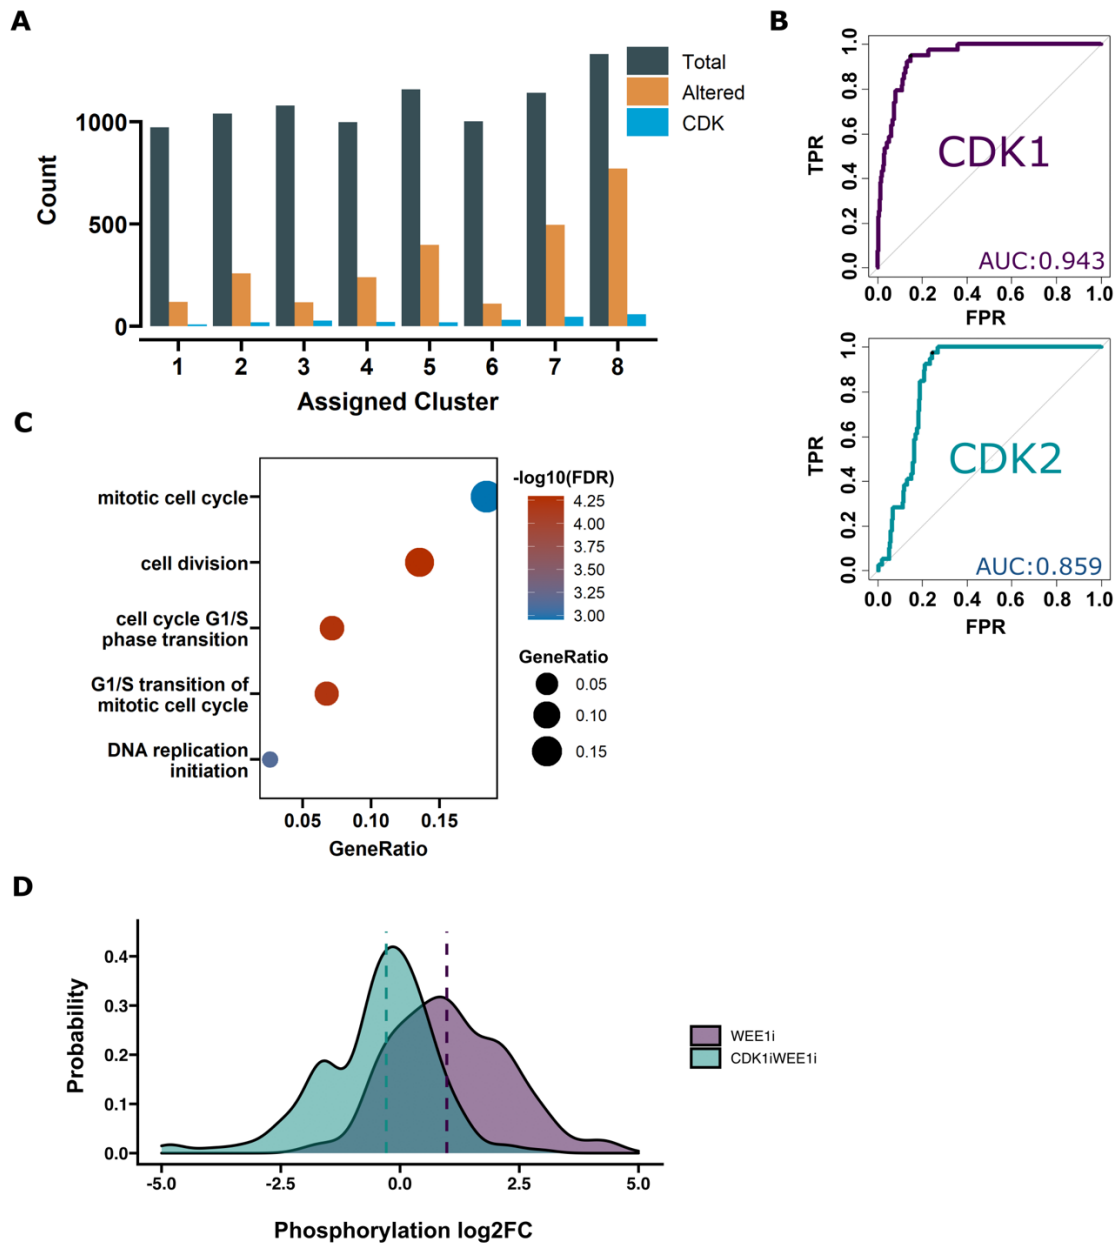 A
Count
1000
500
0
1 2 3 4 5 6 7 8
Assigned Cluster
Total
Altered
CDK
B
TPR
1.0
0.8
0.6
0.4
0.2
0.0
CDK1
AUC:0.943
0.0 0.2 0.4 0.6 0.8 1.0
FPR
TPR
1.0
0.8
0.6
0.4
0.2
0.0
CDK2
AUC:0.859
0.0 0.2 0.4 0.6 0.8 1.0
FPR
C
mitotic cell cycle
cell division
cell cycle G1/S
phase transition
G1/S transition of
mitotic cell cycle
DNA replication
initiation
0.05 0.10 0.15
GeneRatio
-log10(FDR)
4.25
4.00
3.75
3.50
3.25
3.00
GeneRatio
0.05
0.10
0.15
D
Probability
0.4
0.3
0.2
0.1
0.0
-5.0 -2.5 0.0 2.5 5.0
Phosphorylation log2FC
WEE1i
CDK1iWEE1i